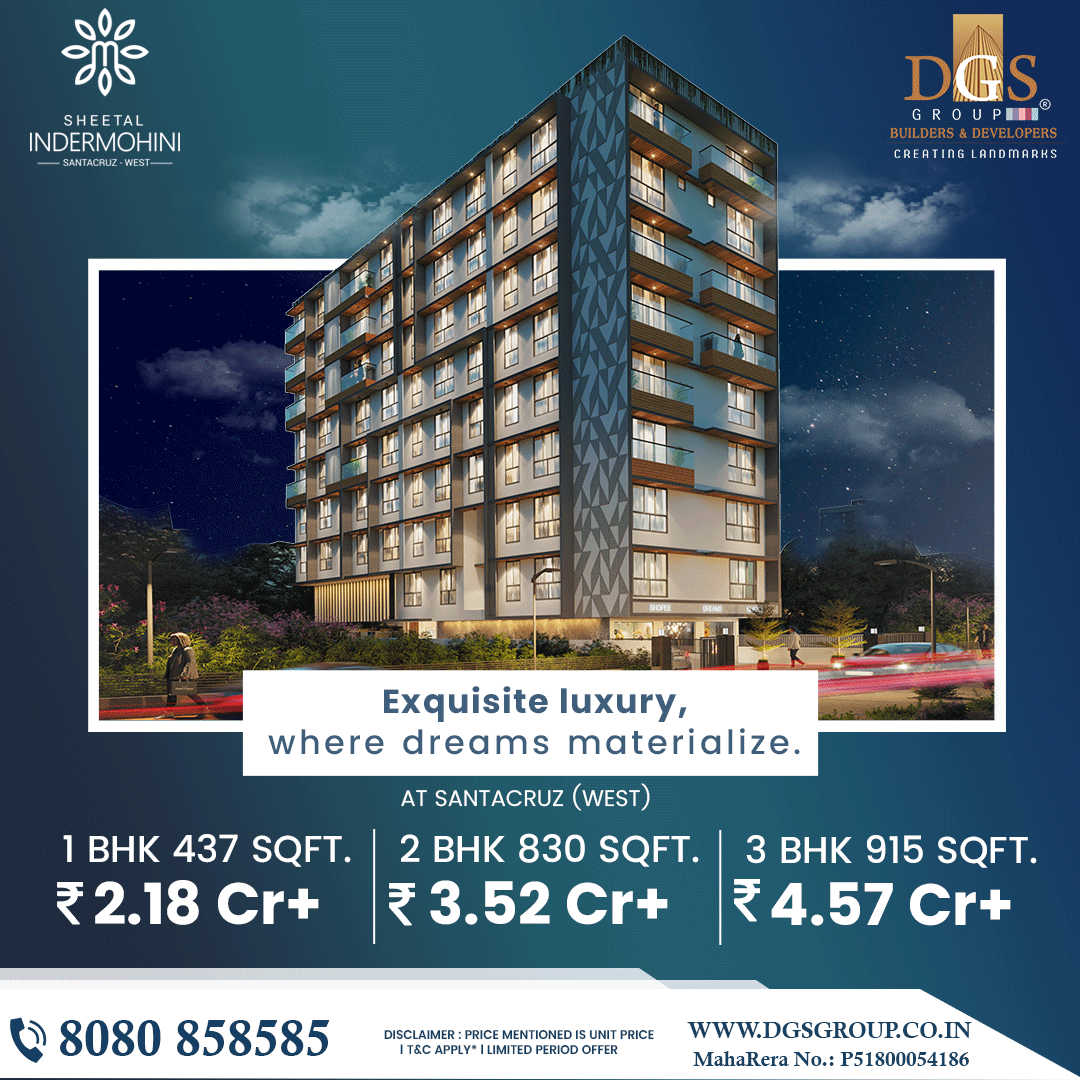 SHEETAL
INDERMOHINI
SANTACRUZ - WEST
DGS
GROUP®
BUILDERS & DEVELOPERS
CREATING LANDMARKS
SHOPEE DREAMS
Exquisite luxury,
where dreams materialize.
AT SANTACRUZ (WEST)
1 BHK 437 SQFT.
₹ 2.18 Cr+
2 BHK 830 SQFT.
₹ 3.52 Cr+
3 BHK 915 SQFT.
₹ 4.57 Cr+
8080 858585
DISCLAIMER : PRICE MENTIONED IS UNIT PRICE
I T&C APPLY* I LIMITED PERIOD OFFER
WWW.DGSGROUP.CO.IN
MahaRera No.: P51800054186